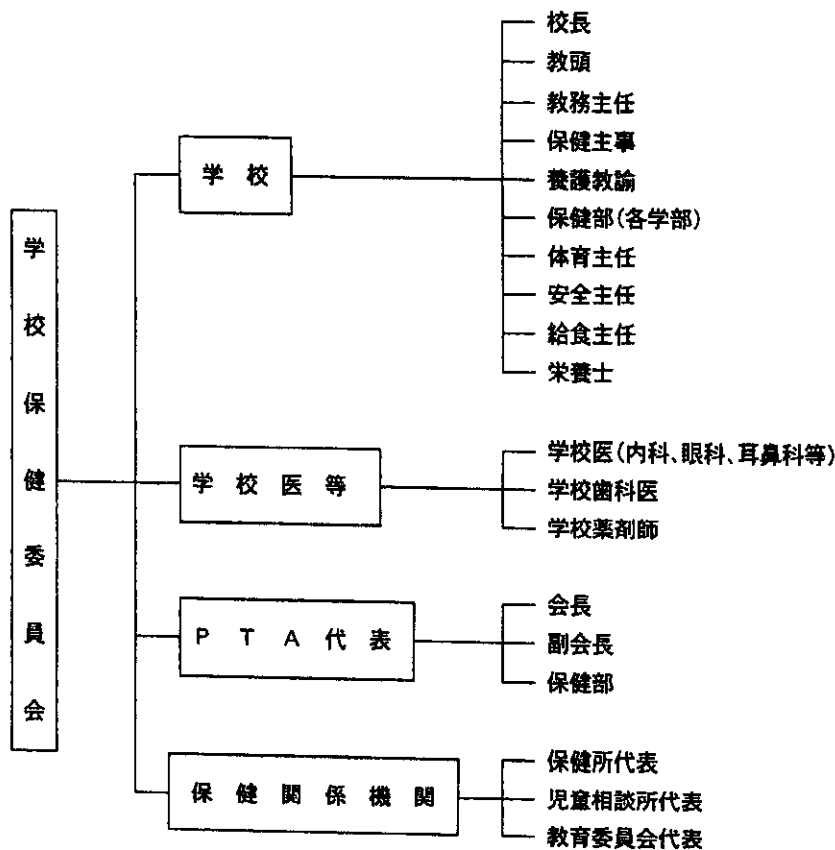 学校保健委員会
学校
校長
教頭
教務主任
保健主事
養護教諭
保健部(各学部)
体育主任
安全主任
給食主任
栄養士
学校医等
学校医(内科、眼科、耳鼻科等)
学校歯科医
学校薬剤師
PTA代表
会長
副会長
保健部
保健関係機関
保健所代表
児童相談所代表
教育委員会代表